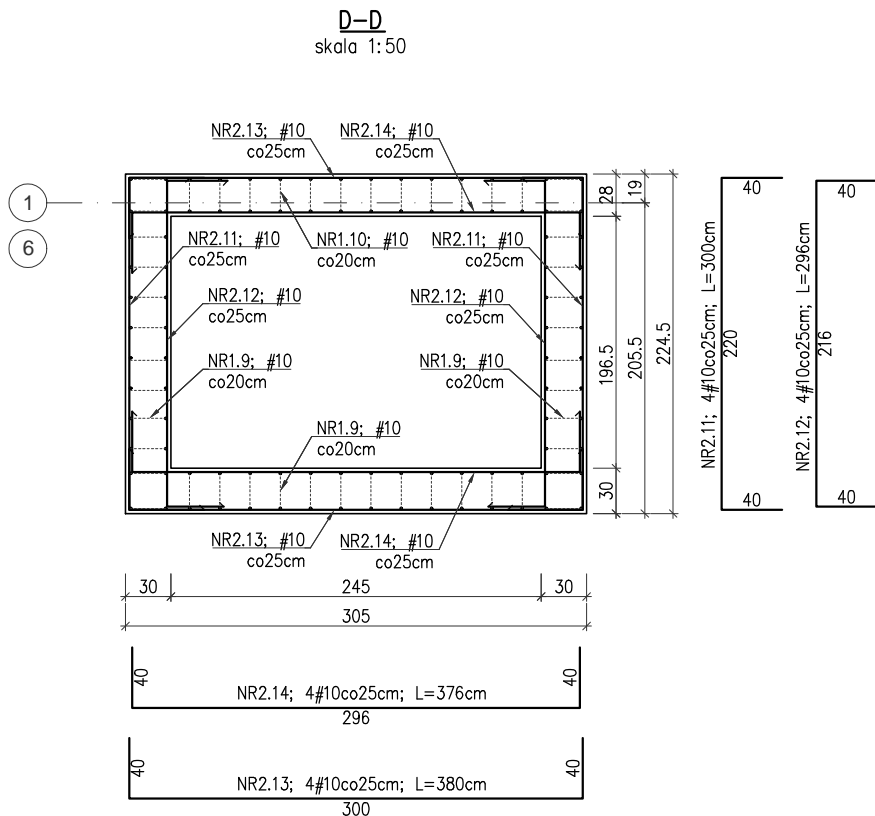 D-D
skala 1:50
NR2.13; #10
co25cm
NR2.14; #10
co25cm
1
6
28
19
NR2.11; #10
co25cm
NR1.10; #10
co20cm
NR2.11; #10
co25cm
NR2.12; #10
co25cm
NR2.12; #10
co25cm
NR1.9; #10
co20cm
NR1.9; #10
co20cm
NR1.9; #10
co20cm
196.5
205.5
224.5
30
NR2.13; #10
co25cm
NR2.14; #10
co25cm
30
245
30
305
40
NR2.11; 4#10co25cm; L=300cm
220
40
40
NR2.12; 4#10co25cm; L=296cm
216
40
40
NR2.14; 4#10co25cm; L=376cm
40
296
40
NR2.13; 4#10co25cm; L=380cm
40
300